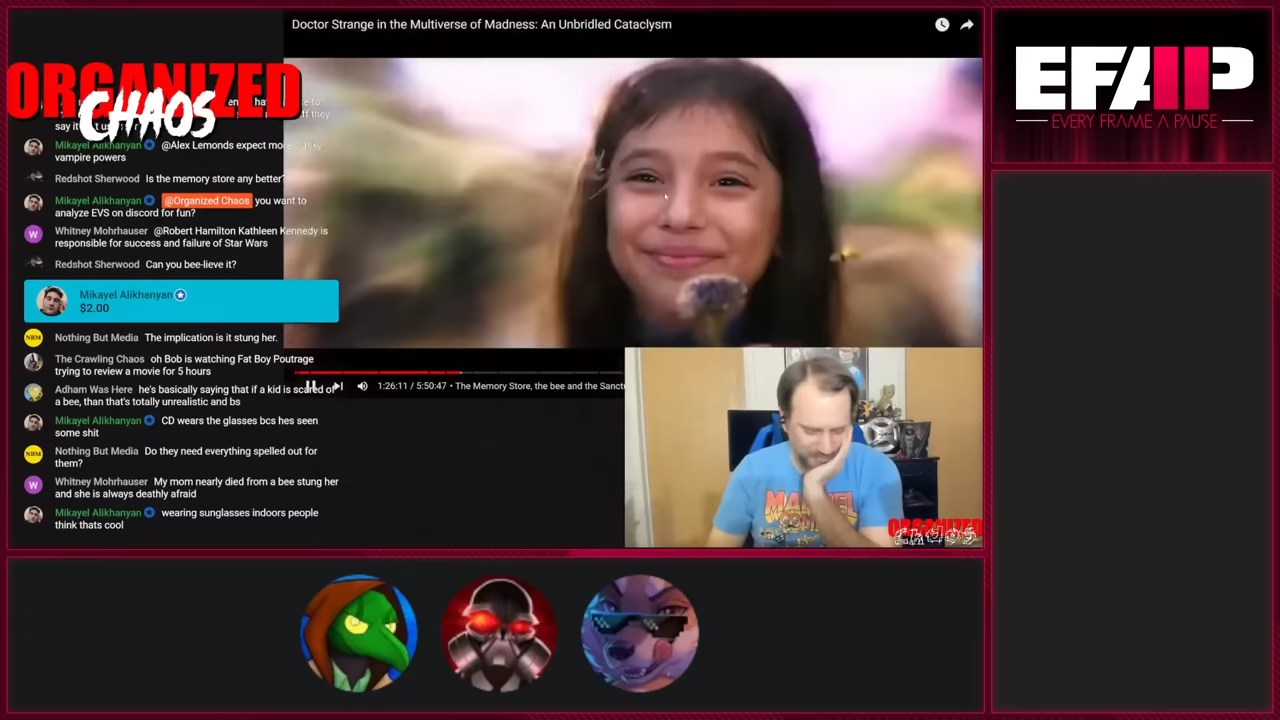 Doctor Strange in the Multiverse of Madness: An Unbridled Cataclysm
EFAP
EVERY FRAME A PAUSE
ORGANIZED
CHAOS
say it
Mikayel Alikhanyan @Alex Lemonds expect
vampire powers
Redshot Sherwood Is the memory store any better?
Mikayel Alikhanyan @Organized Chaos you want to
analyze EVS on discord for fun?
W Whitney Mohrhauser @Robert Hamilton Kathleen Kennedy is
responsible for success and failure of Star Wars
Redshot Sherwood Can you bee-lieve it?
Mikayel Alikhanyan
$2.00
NBM Nothing But Media The implication is it stung her.
The Crawling Chaos oh Bob is watching Fat Boy Poutrage
trying to review a movie for 5 hours
Adham Was Here he's basically saying that if a kid is scared of
a bee, than that's totally unrealistic and bs
Mikayel Alikhanyan CD wears the glasses bcs hes seen
some shit
NBM Nothing But Media Do they need everything spelled out for
them?
W Whitney Mohrhauser My mom nearly died from a bee stung her
and she is always deathly afraid
Mikayel Alikhanyan wearing sunglasses indoors people
think thats cool
1:26:11 / 5:50:47 • The Memory Store, the bee and the Sanctu
MARVEL
COMICS
ORGANIZED
CHAOS